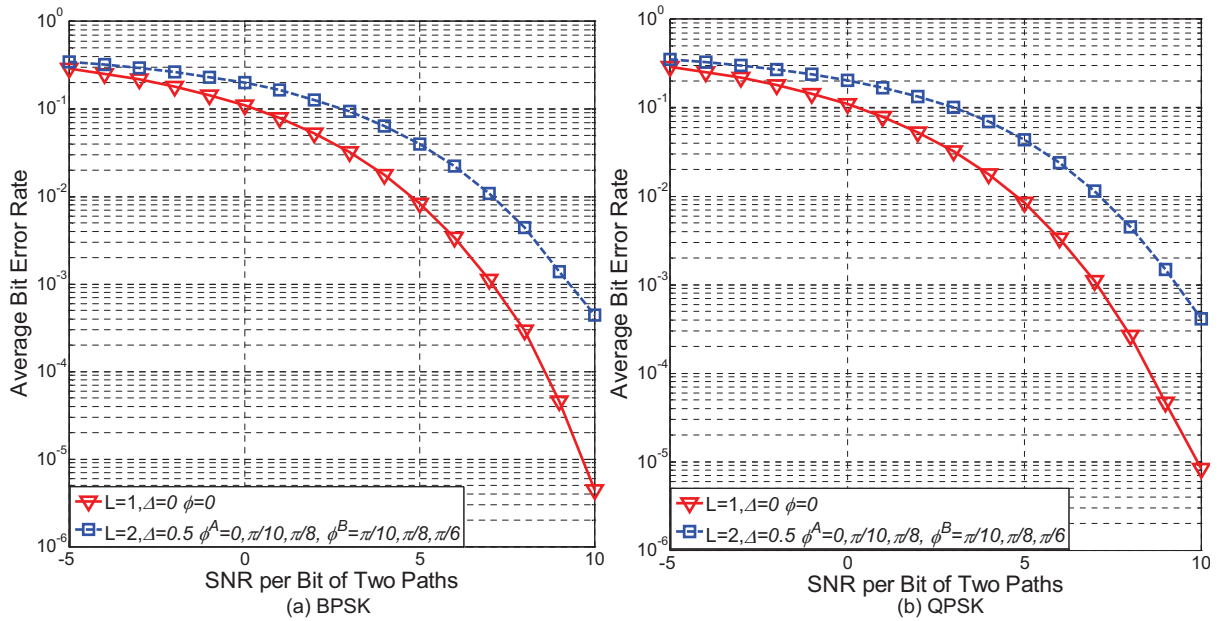 10^0
10^-1
10^-2
10^-3
10^-4
10^-5
10^-6
Average Bit Error Rate
L=1,Δ=0 ϕ=0
L=2,Δ=0.5 ϕ^A=0,π/10,π/8, ϕ^B=π/10,π/8,π/6
-5 0 5 10
SNR per Bit of Two Paths
(a) BPSK
10^0
10^-1
10^-2
10^-3
10^-4
10^-5
10^-6
Average Bit Error Rate
L=1,Δ=0 ϕ=0
L=2,Δ=0.5 ϕ^A=0,π/10,π/8, ϕ^B=π/10,π/8,π/6
-5 0 5 10
SNR per Bit of Two Paths
(b) QPSK